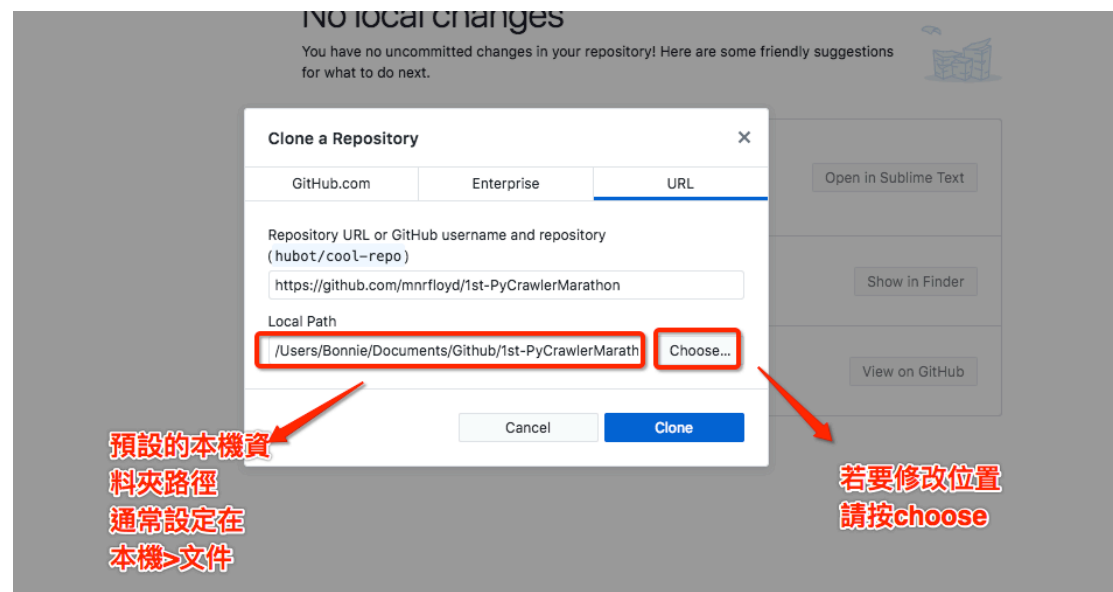 No local changes
You have no uncommitted changes in your repository! Here are some friendly suggestions
for what to do next.
Clone a Repository
GitHub.com
Enterprise
URL
Open in Sublime Text
Repository URL or GitHub username and repository
(hubot/cool-repo)
https://github.com/mnrfloyd/1st-PyCrawlerMarathon
Show in Finder
Local Path
/Users/Bonnie/Documents/Github/1st-PyCrawlerMarath
Choose...
View on GitHub
Cancel
Clone
預設的本機資
料夾路徑
通常設定在
本機>文件
若要修改位置
請按choose